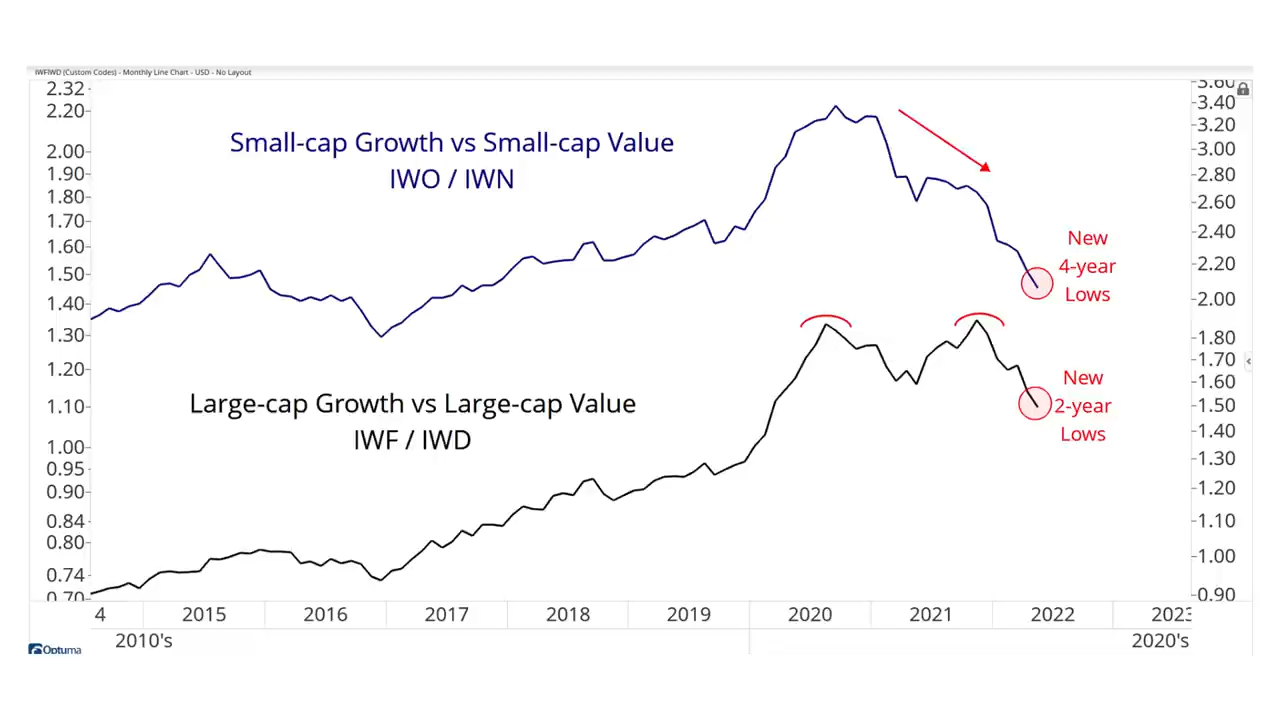 IWFIWD (Custom Codes) - Monthly Line Chart - USD - No Layout
2.32
2.20
2.00
1.90
1.80
1.70
1.60
1.50
1.40
1.30
1.20
1.10
1.00
0.95
0.90
0.84
0.80
0.74
0.70
Small-cap Growth vs Small-cap Value
IWO / IWN
Large-cap Growth vs Large-cap Value
IWF / IWD
New
4-year
Lows
New
2-year
Lows
3.60
3.40
3.20
3.00
2.80
2.60
2.40
2.20
2.00
1.80
1.70
1.60
1.50
1.40
1.30
1.20
1.10
1.00
0.90
4 2015 2016 2017 2018 2019 2020 2021 2022 2023
2010's 2020's
Optuma